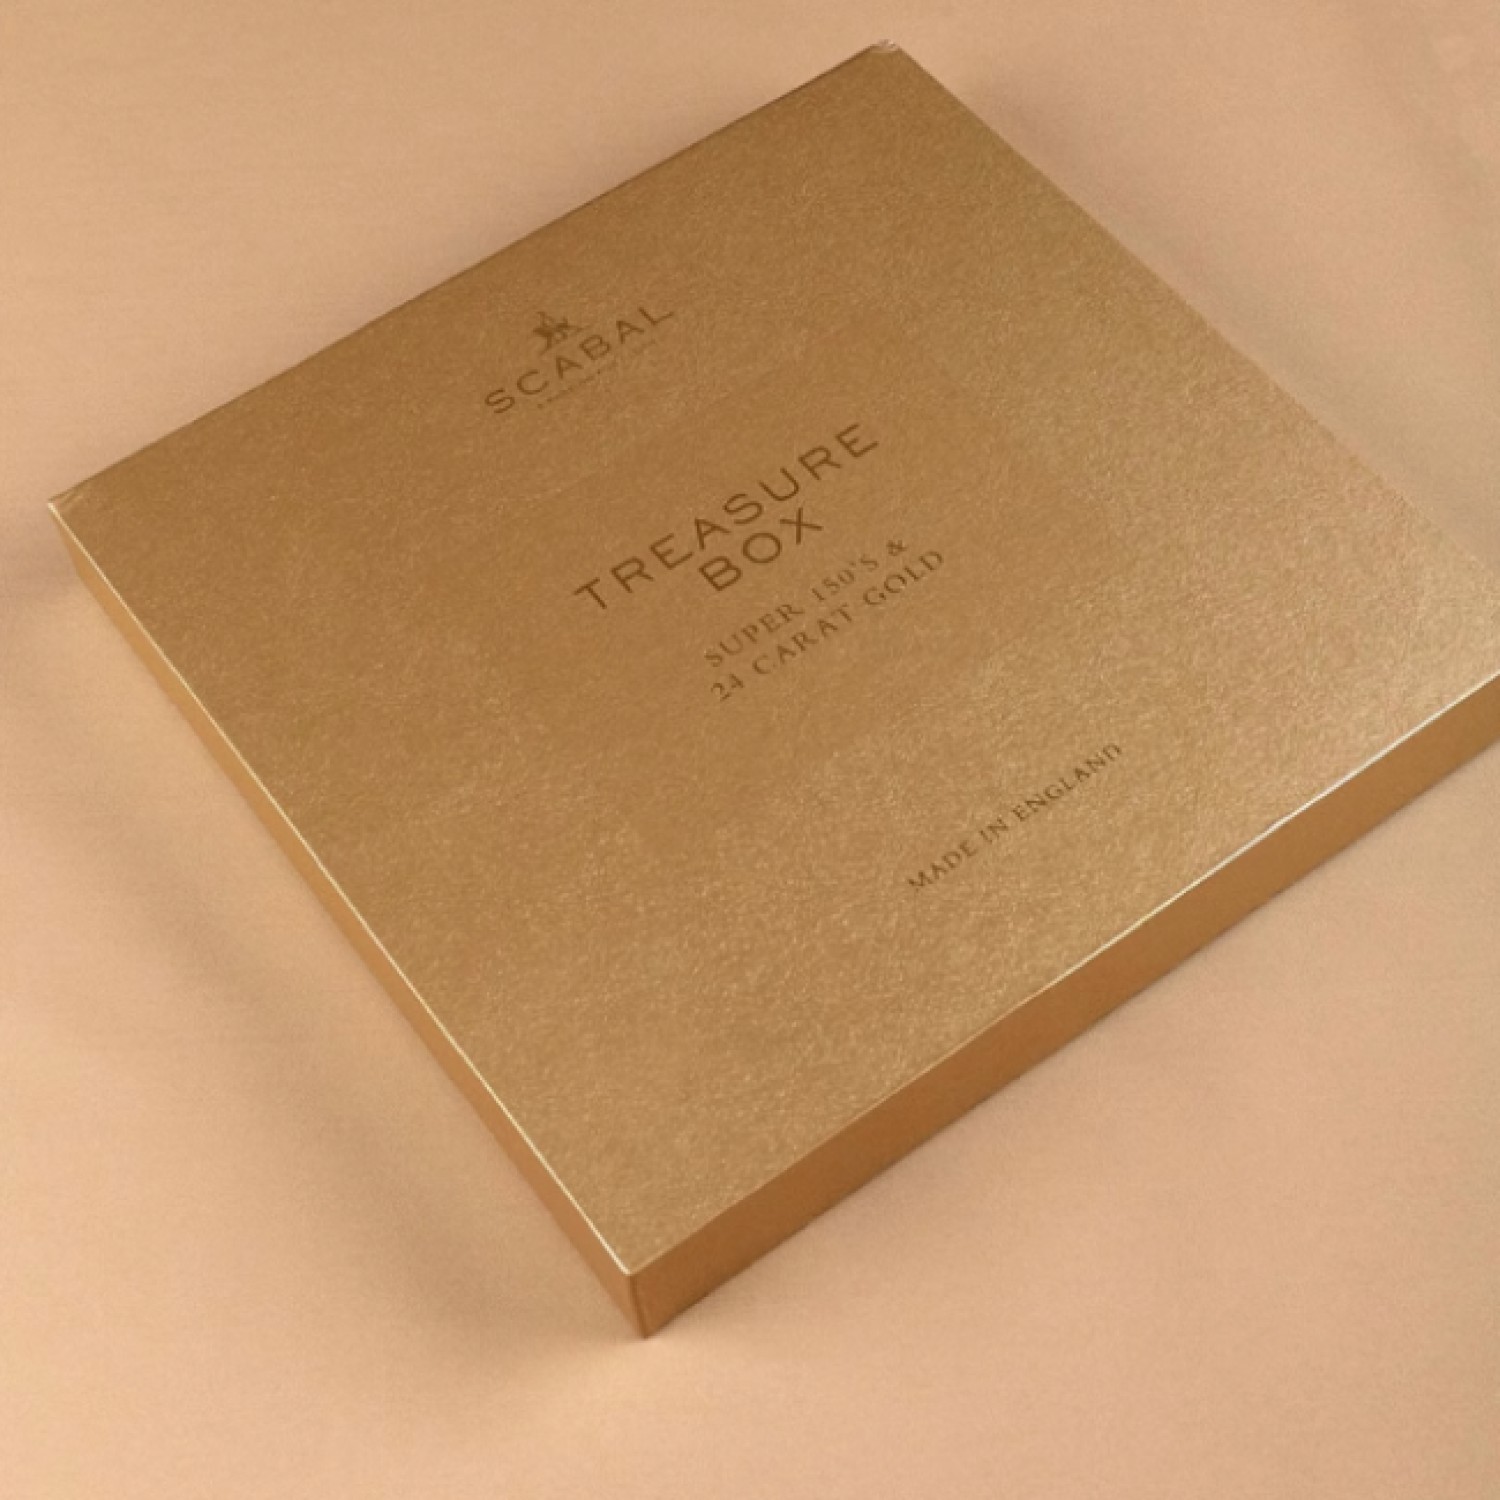 SCABAL
TREASURE
BOX
SUPER 150'S &
24 CARAT GOLD
MADE IN ENGLAND